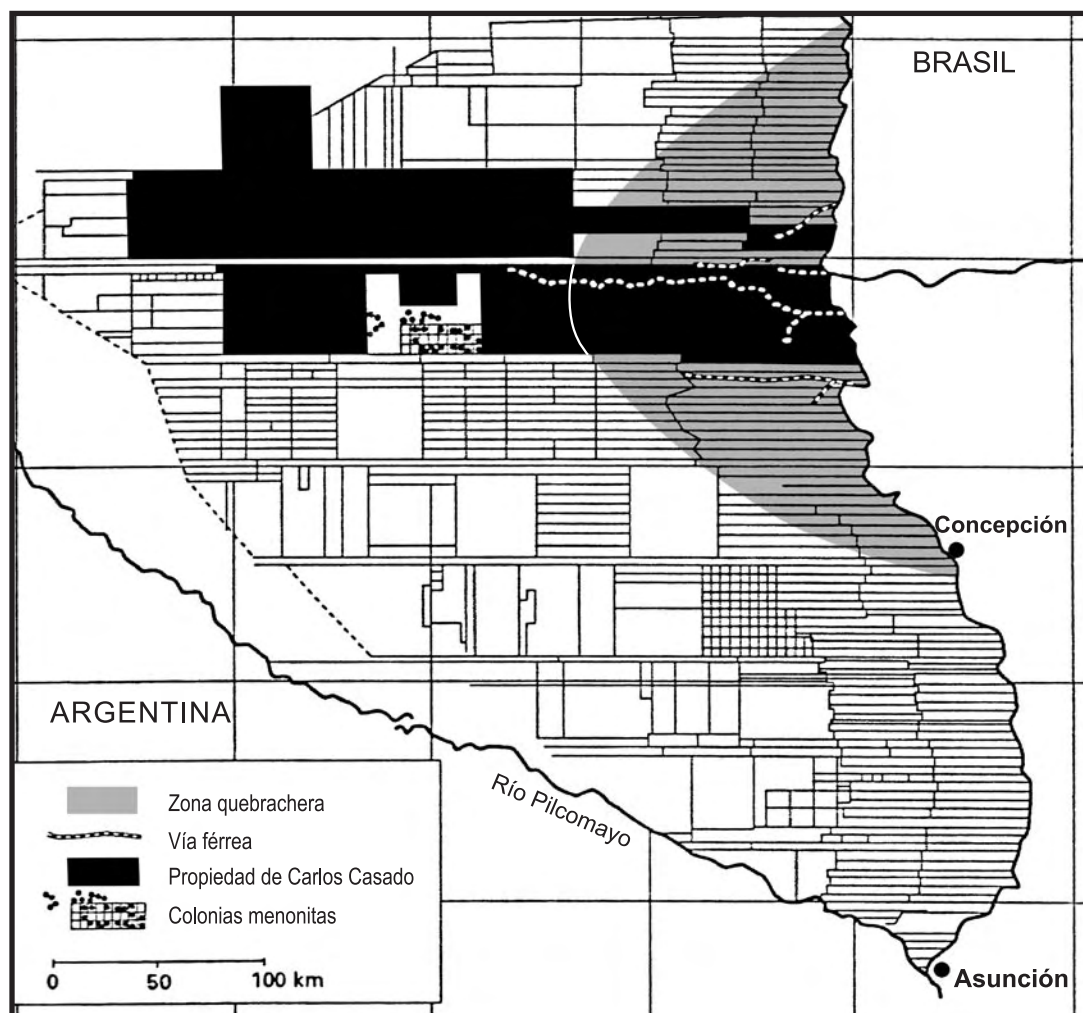 BRASIL
Concepción
ARGENTINA
Río Pilcomayo
Zona quebrachera
Vía férrea
Propiedad de Carlos Casado
Colonias menonitas
0 50 100 km
Asunción